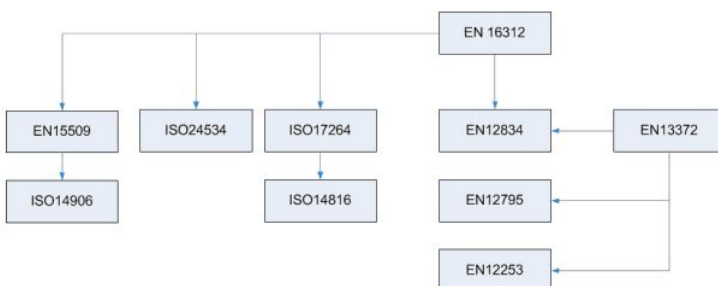 EN 16312
EN15509
ISO24534
ISO17264
EN12834
EN13372
ISO14906
ISO14816
EN12795
EN12253